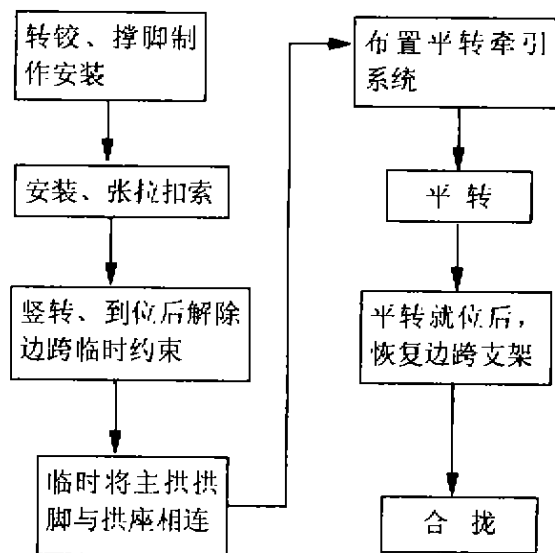 转铰、撑脚制
作安装
安装、张拉扣索
竖转、到位后解除
边跨临时约束
临时将主拱拱
脚与拱座相连
布置平转牵引
系统
平 转
平转就位后，
恢复边跨支架
合 拢